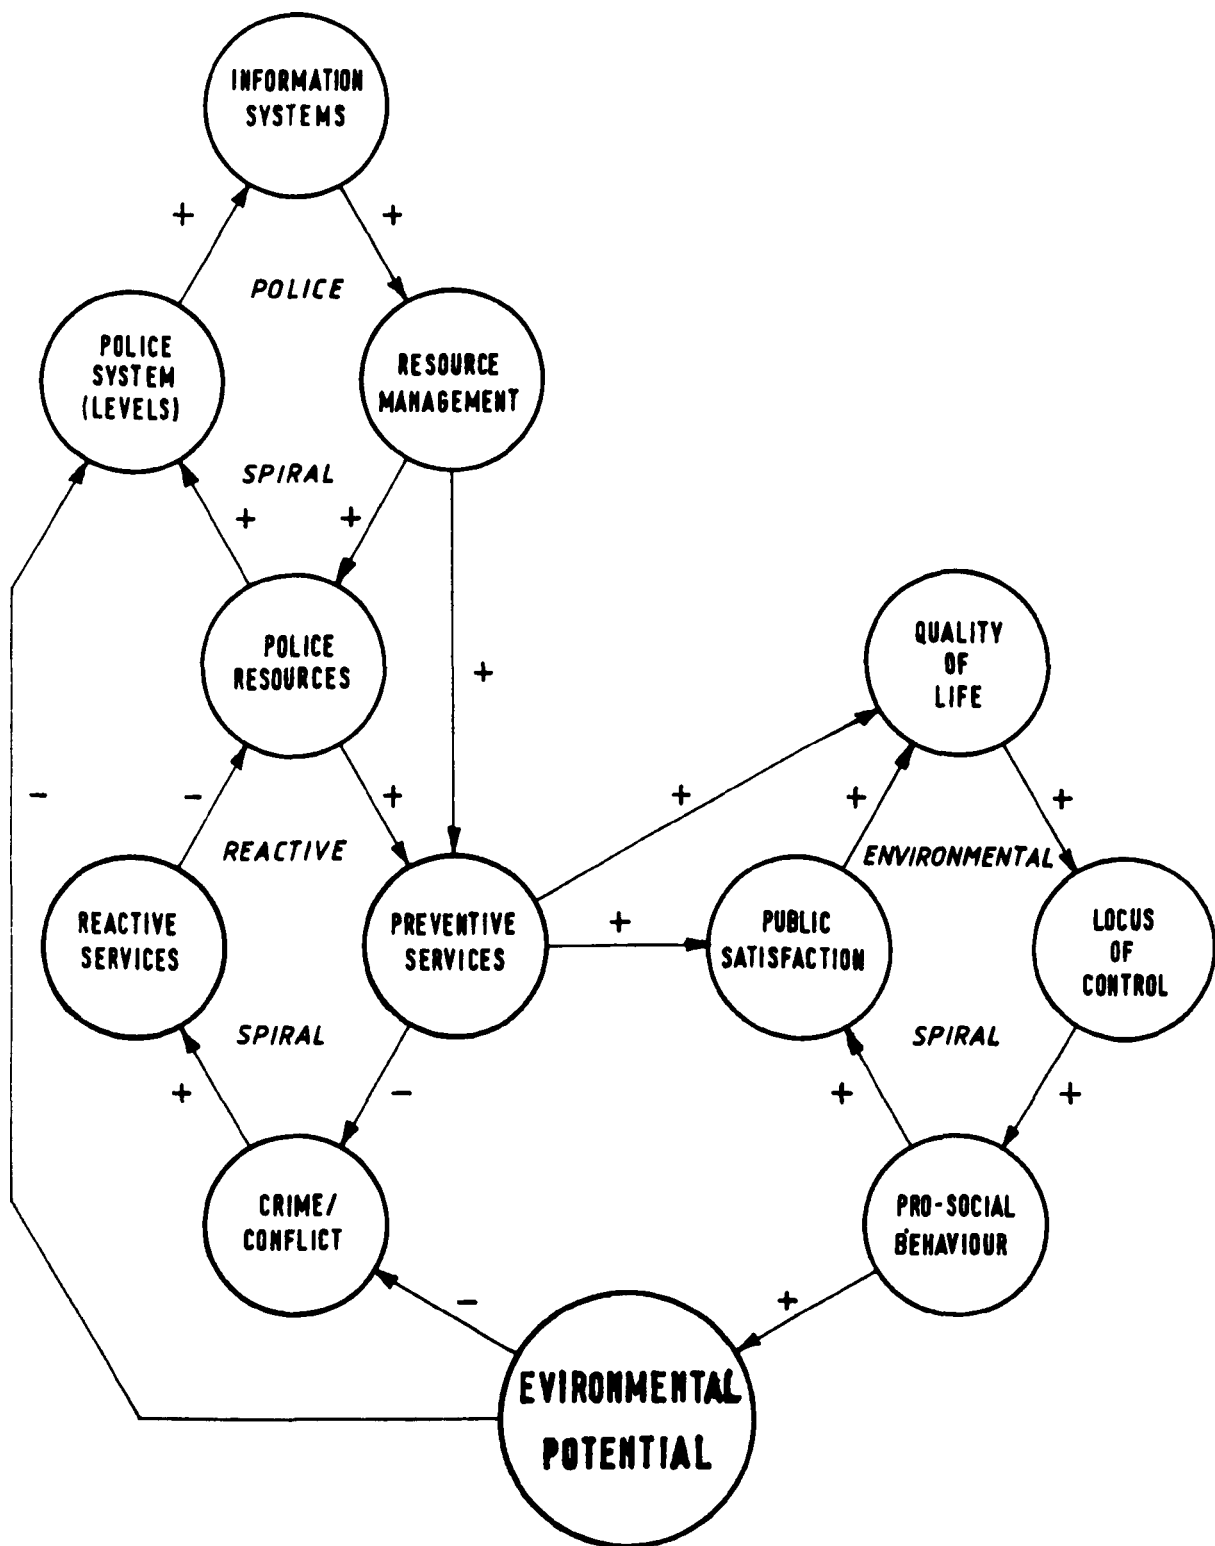 INFORMATION
SYSTEMS
+
+
POLICE
POLICE
SYSTEM
(LEVELS)
RESOURCE
MANAGEMENT
SPIRAL
+
+
POLICE
RESOURCES
+
QUALITY
OF
LIFE
-
-
+
+
+
+
REACTIVE
ENVIRONMENTAL
REACTIVE
SERVICES
PREVENTIVE
SERVICES
+
PUBLIC
SATISFACTION
LOCUS
OF
CONTROL
SPIRAL
SPIRAL
+
-
+
+
CRIME/
CONFLICT
PRO-SOCIAL
BEHAVIOUR
-
+
EVIRONMENTAL
POTENTIAL